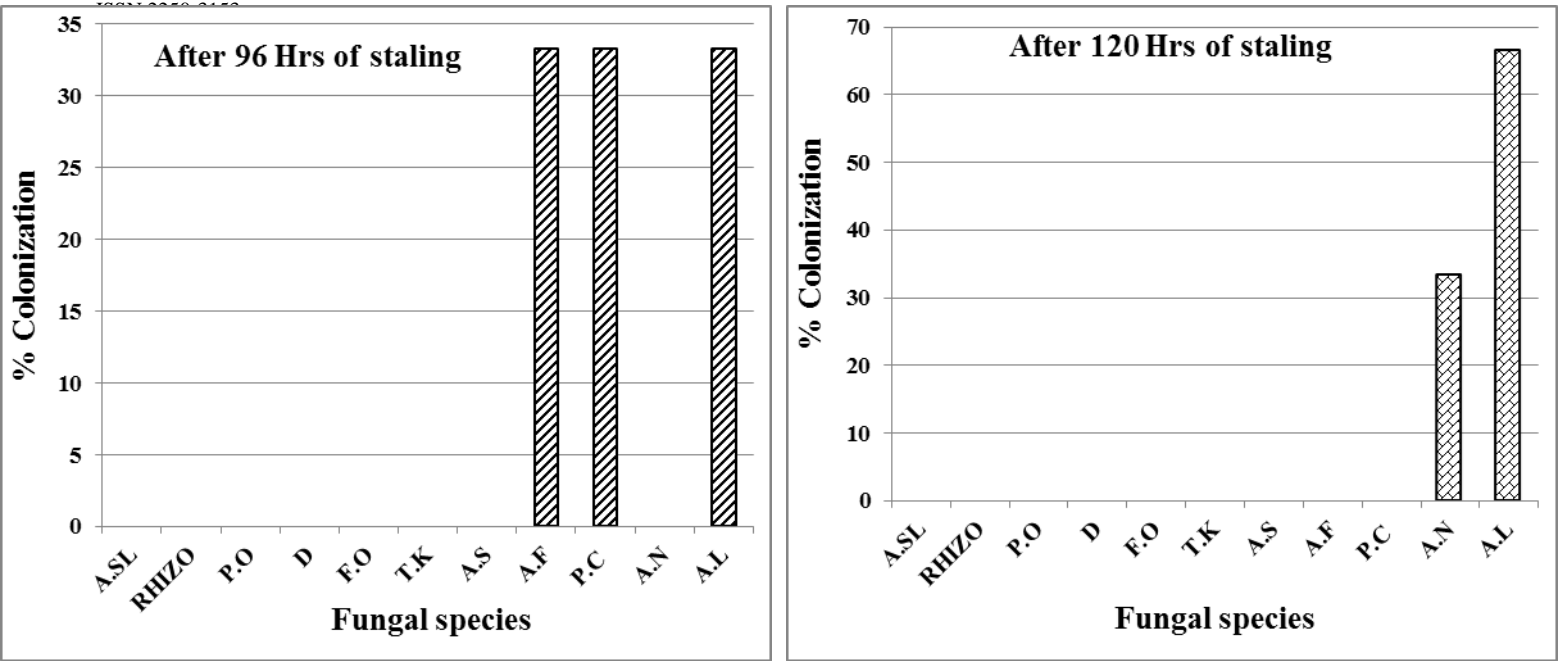 After 96 Hrs of staling
% Colonization
35
30
25
20
15
10
5
0
A.SL
RHIZO
P.O
D
F.O
T.K
A.S
A.F
P.C
A.N
A.L
Fungal species
After 120 Hrs of staling
% Colonization
70
60
50
40
30
20
10
0
A.SL
RHIZO
P.O
D
F.O
T.K
A.S
A.F
P.C
A.N
A.L
Fungal species